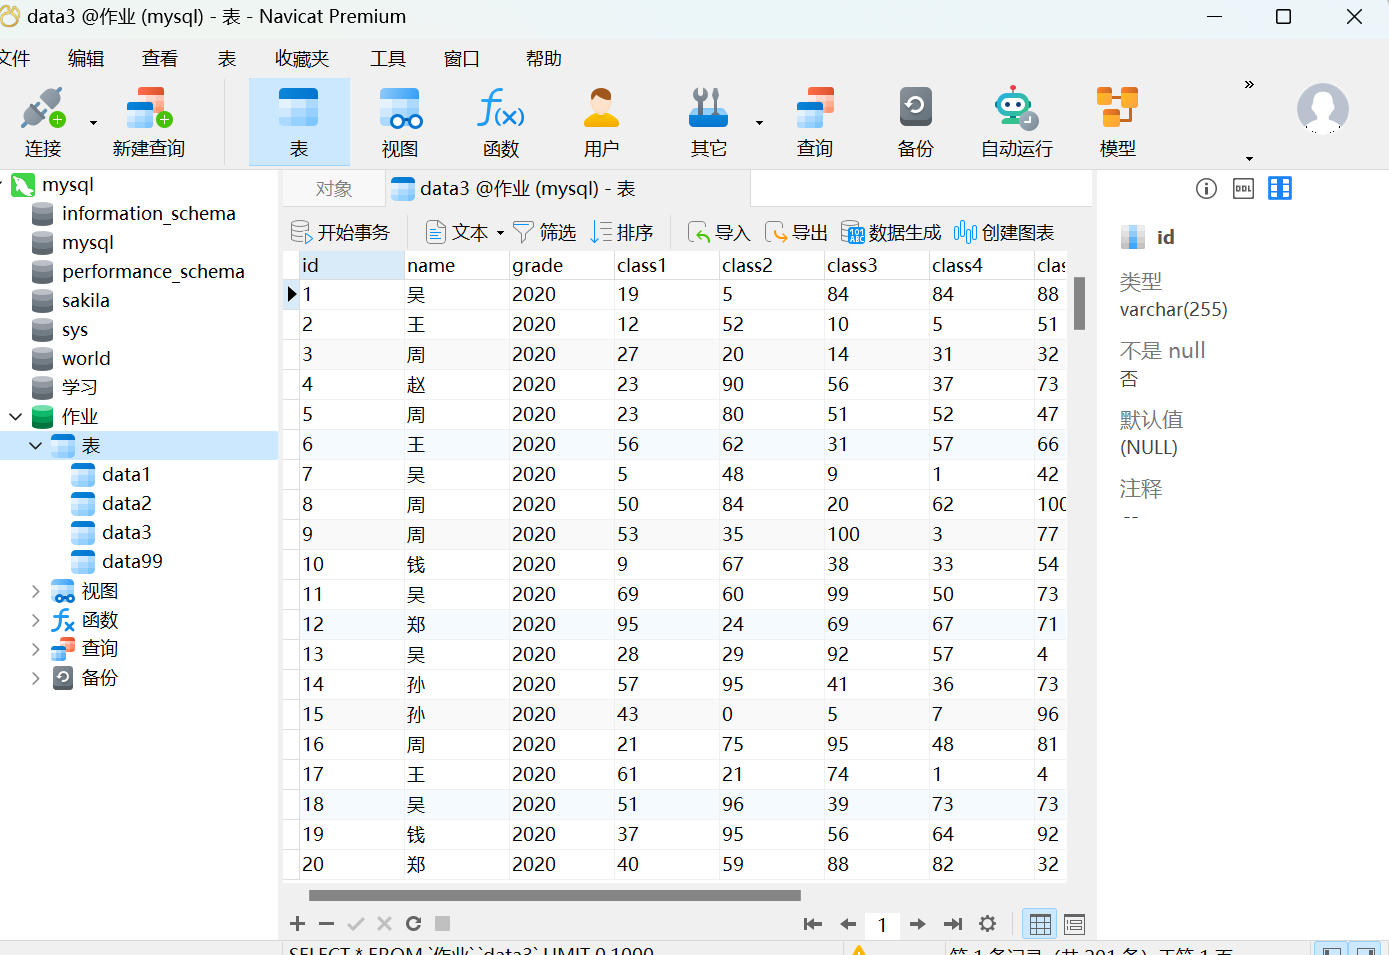 data3 @作业 (mysql) - 表 - Navicat Premium
文件 编辑 查看 表 收藏夹 工具 窗口 帮助
连接 新建查询 表 视图 函数 用户 其它 查询 备份 自动运行 模型
mysql
information_schema
mysql
performance_schema
sakila
sys
world
学习
作业
表
data1
data2
data3
data99
视图
函数
查询
备份
对象 data3 @作业 (mysql) - 表
开始事务 文本 筛选 排序 导入 导出 数据生成 创建图表
id name grade class1 class2 class3 class4 clas
1 吴 2020 19 5 84 84 88
2 王 2020 12 52 10 5 51
3 周 2020 27 20 14 31 32
4 赵 2020 23 90 56 37 73
5 周 2020 23 80 51 52 47
6 王 2020 56 62 31 57 66
7 吴 2020 5 48 9 1 42
8 周 2020 50 84 20 62 100
9 周 2020 53 35 100 3 77
10 钱 2020 9 67 38 33 54
11 吴 2020 69 60 99 50 73
12 郑 2020 95 24 69 67 71
13 吴 2020 28 29 92 57 4
14 孙 2020 57 95 41 36 73
15 孙 2020 43 0 5 7 96
16 周 2020 21 75 95 48 81
17 王 2020 61 21 74 1 4
18 吴 2020 51 96 39 73 73
19 钱 2020 37 95 56 64 92
20 郑 2020 40 59 88 82 32
1
SELECT * FROM `作业`.`data3` LIMIT 0,1000
第 1 条记录 (共 201 条) 于第 1 页
DDL
id
类型
varchar(255)
不是 null
否
默认值
(NULL)
注释
--